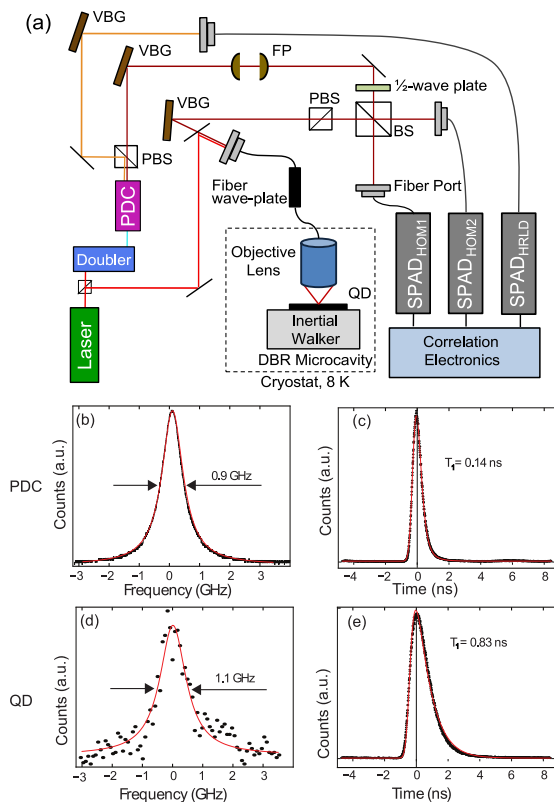 (a)
VBG
VBG
FP
½-wave plate
VBG
PBS
BS
PBS
Fiber Port
Fiber
wave-plate
PDC
Doubler
Laser
Objective
Lens
QD
Inertial
Walker
DBR Microcavity
Cryostat, 8 K
SPAD_HOM1
SPAD_HOM2
SPAD_HRLD
Correlation
Electronics
PDC
(b)
Counts (a.u.)
0.9 GHz
-3 -2 -1 0 1 2 3
Frequency (GHz)
(c)
Counts (a.u.)
T₁= 0.14 ns
-4 -2 0 2 4 6 8
Time (ns)
QD
(d)
Counts (a.u.)
1.1 GHz
-3 -2 -1 0 1 2 3
Frequency (GHz)
(e)
Counts (a.u.)
T₁= 0.83 ns
-4 -2 0 2 4 6 8
Time (ns)